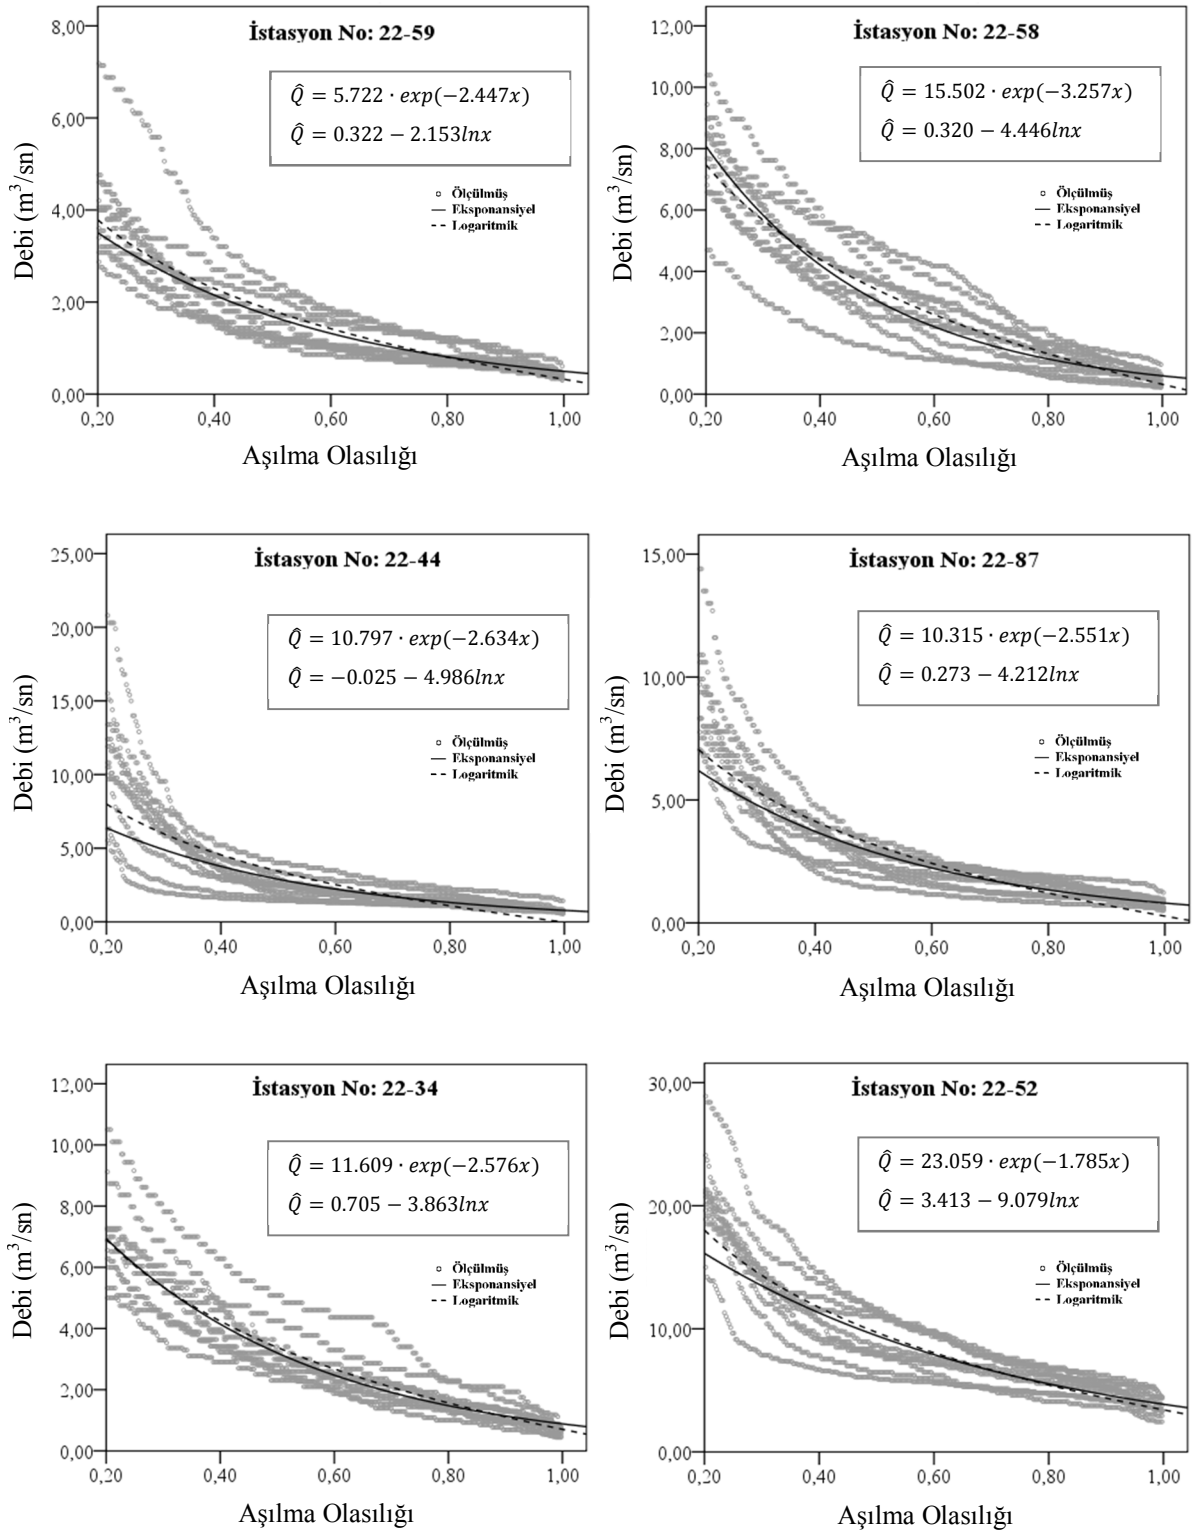 İstasyon No: 22-59
Q̂ = 5.722 · exp(−2.447x)
Q̂ = 0.322 − 2.153lnx
Ölçülmüş
Eksponansiyel
Logaritmik
8,00
6,00
4,00
2,00
0,00
0,20 0,40 0,60 0,80 1,00
Debi (m³/sn)
Aşılma Olasılığı
İstasyon No: 22-58
Q̂ = 15.502 · exp(−3.257x)
Q̂ = 0.320 − 4.446lnx
Ölçülmüş
Eksponansiyel
Logaritmik
12,00
10,00
8,00
6,00
4,00
2,00
0,00
0,20 0,40 0,60 0,80 1,00
Debi (m³/sn)
Aşılma Olasılığı
İstasyon No: 22-44
Q̂ = 10.797 · exp(−2.634x)
Q̂ = −0.025 − 4.986lnx
Ölçülmüş
Eksponansiyel
Logaritmik
25,00
20,00
15,00
10,00
5,00
0,00
0,20 0,40 0,60 0,80 1,00
Debi (m³/sn)
Aşılma Olasılığı
İstasyon No: 22-87
Q̂ = 10.315 · exp(−2.551x)
Q̂ = 0.273 − 4.212lnx
Ölçülmüş
Eksponansiyel
Logaritmik
15,00
10,00
5,00
0,00
0,20 0,40 0,60 0,80 1,00
Debi (m³/sn)
Aşılma Olasılığı
İstasyon No: 22-34
Q̂ = 11.609 · exp(−2.576x)
Q̂ = 0.705 − 3.863lnx
Ölçülmüş
Eksponansiyel
Logaritmik
12,00
10,00
8,00
6,00
4,00
2,00
0,00
0,20 0,40 0,60 0,80 1,00
Debi (m³/sn)
Aşılma Olasılığı
İstasyon No: 22-52
Q̂ = 23.059 · exp(−1.785x)
Q̂ = 3.413 − 9.079lnx
Ölçülmüş
Eksponansiyel
Logaritmik
30,00
20,00
10,00
0,00
0,20 0,40 0,60 0,80 1,00
Debi (m³/sn)
Aşılma Olasılığı